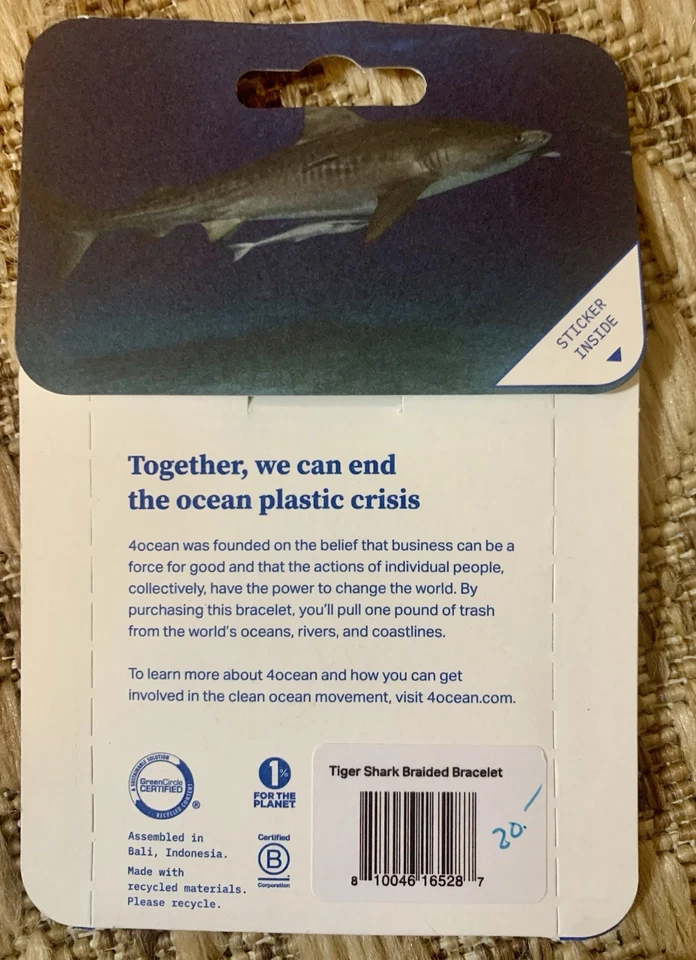 STICKER
INSIDE
Together, we can end
the ocean plastic crisis
4ocean was founded on the belief that business can be a
force for good and that the actions of individual people,
collectively, have the power to change the world. By
purchasing this bracelet, you'll pull one pound of trash
from the world's oceans, rivers, and coastlines.
To learn more about 4ocean and how you can get
involved in the clean ocean movement, visit 4ocean.com.
A SUSTAINABLE SOLUTION
GreenCircle
CERTIFIED
RECYCLED CONTENT
®
Assembled in
Bali, Indonesia.
Made with
recycled materials.
Please recycle.
1%
FOR THE
PLANET
Certified
B
Corporation
Tiger Shark Braided Bracelet
8 10046 16528 7
20.-